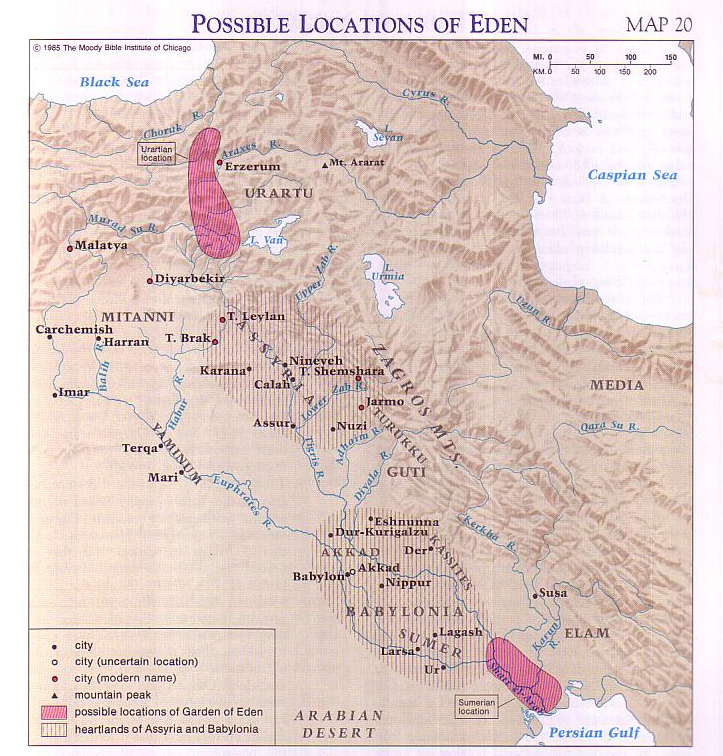 POSSIBLE LOCATIONS OF EDEN
MAP 20
© 1985 The Moody Bible Institute of Chicago
MI. 0 50 100 150
KM. 0 50 100 150 200
Black Sea
Cyrus R.
Choruk R.
L. Sevan
Urartian location
Araxes R.
Erzerum
Mt. Ararat
Caspian Sea
URARTU
Murad Su R.
L. Van
Malatya
Upper Zab R.
L. Urmia
Diyarbekir
Uzun R.
MITANNI
T. Leylan
Carchemish
Harran
T. Brak
ASSYRIA
ZAGROS MTS.
Nineveh
Karana
T. Shemshara
Calah
Balih R.
MEDIA
Imar
Lower Zab R.
Jarmo
Habur R.
TURUKKU
Assur
Nuzi
Qara Su R.
Terqa
YAMINUM
Tigris R.
Adhaim R.
Mari
Diyala R.
GUTI
Euphrates R.
Eshnunna
Kerkha R.
Dur-Kurigalzu
KASSITES
AKKAD
Der
Akkad
Babylon
Nippur
Susa
BABYLONIA
Lagash
Karun R.
ELAM
SUMER
Larsa
Ur
Shatt el-Arab
Sumerian location
Persian Gulf
ARABIAN DESERT
city
city (uncertain location)
city (modern name)
mountain peak
possible locations of Garden of Eden
heartlands of Assyria and Babylonia